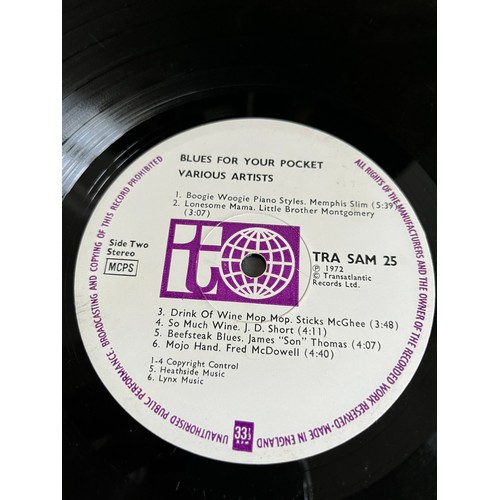 BLUES FOR YOUR POCKET
VARIOUS ARTISTS
1. Boogie Woogie Piano Styles. Memphis Slim (5:39)
2. Lonesome Mama. Little Brother Montgomery
(3:07)
Side Two
Stereo
MCPS
it
TRA SAM 25
℗ 1972
© Transatlantic
Records Ltd.
3. Drink Of Wine Mop Mop. Sticks McGhee (3:48)
4. So Much Wine. J. D. Short (4:11)
5. Beefsteak Blues. James "Son" Thomas (4:07)
6. Mojo Hand. Fred McDowell (4:40)
1-4 Copyright Control
5. Heathside Music
6. Lynx Music
33⅓
RPM
ALL RIGHTS OF THE MANUFACTURERS AND THE OWNER OF THE RECORDED WORK RESERVED-MADE IN ENGLAND
UNAUTHORISED PUBLIC PERFORMANCE, BROADCASTING AND COPYING OF THIS RECORD PROHIBITED